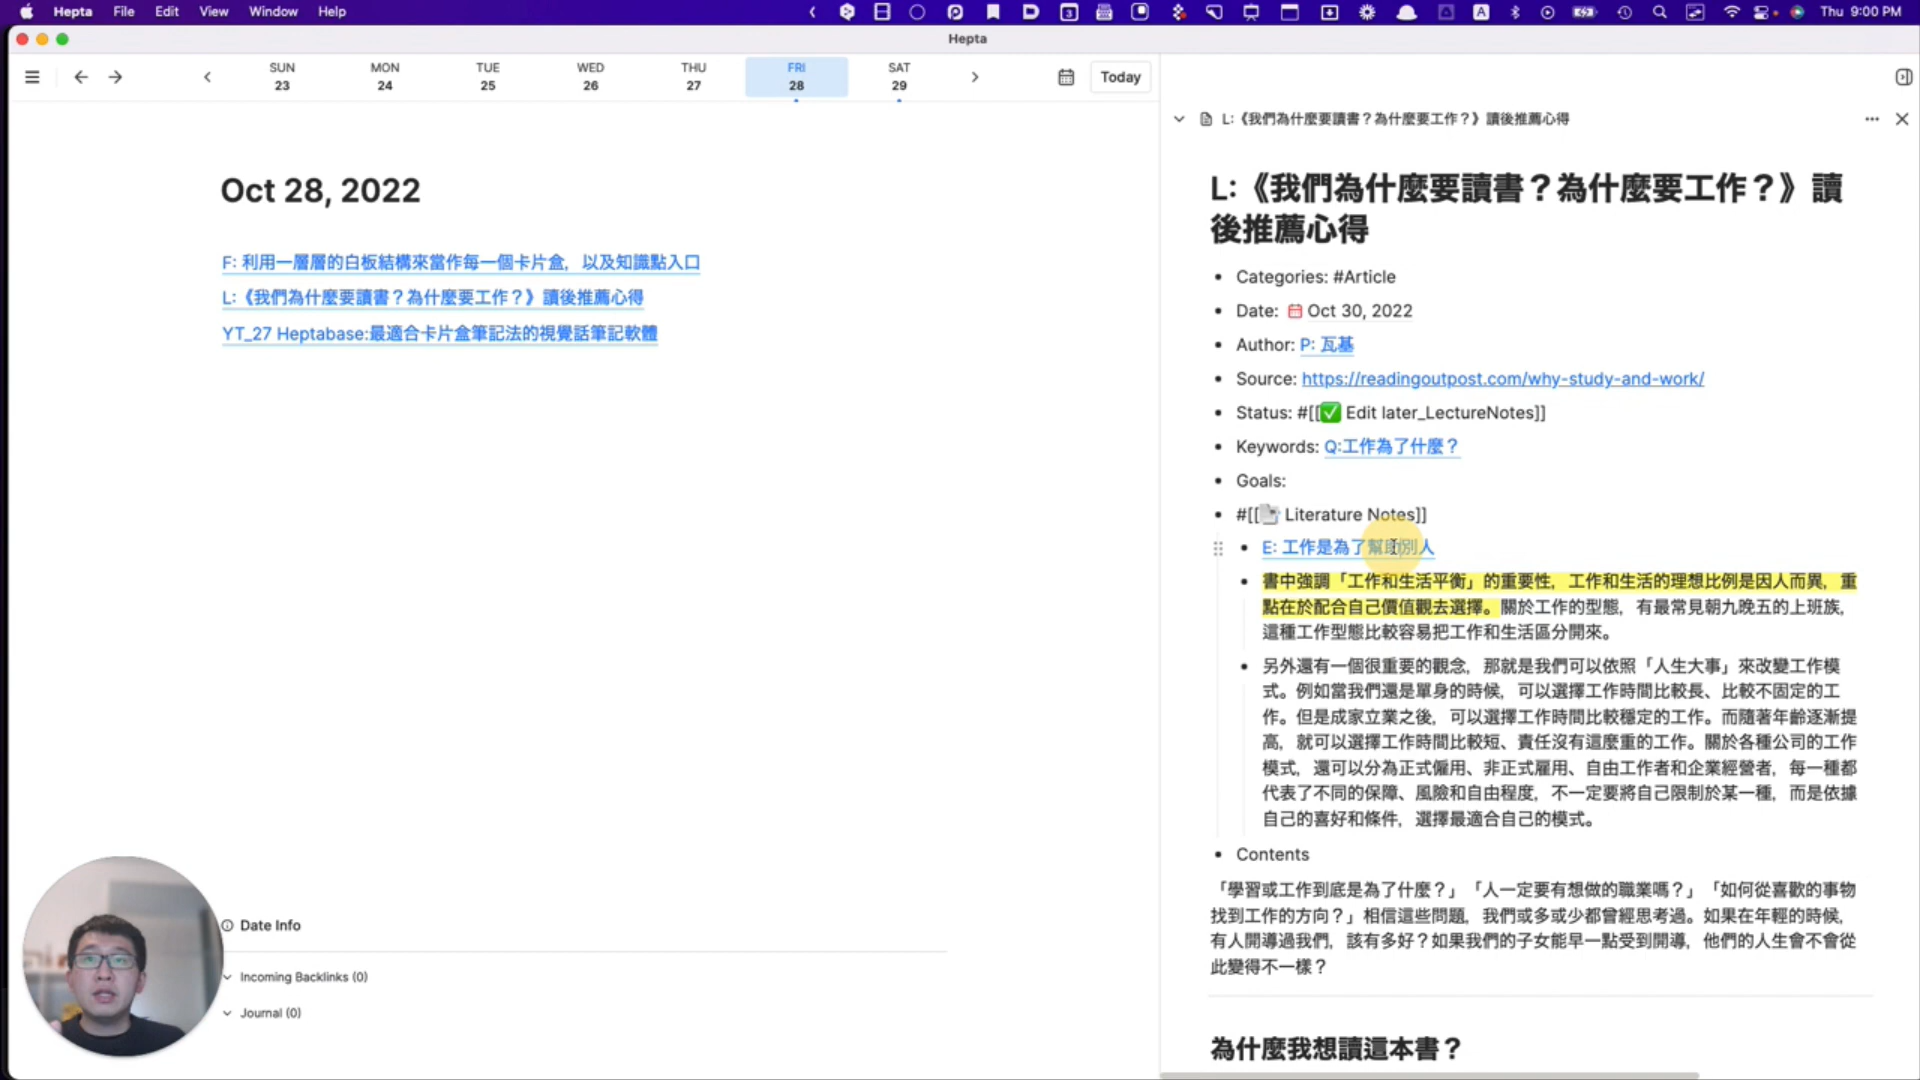 Hepta File Edit View Window Help
Thu 9:00 PM
Hepta
SUN MON TUE WED THU FRI SAT
23 24 25 26 27 28 29
Today
Oct 28, 2022
F: 利用一層層的白板結構來當作每一個卡片盒，以及知識點入口
L:《我們為什麼要讀書？為什麼要工作？》讀後推薦心得
YT_27 Heptabase:最適合卡片盒筆記法的視覺話筆記軟體
Date Info
Incoming Backlinks (0)
Journal (0)
L:《我們為什麼要讀書？為什麼要工作？》讀後推薦心得
L:《我們為什麼要讀書？為什麼要工作？》讀
後推薦心得
Categories: #Article
Date: Oct 30, 2022
Author: P: 瓦基
Source: https://readingoutpost.com/why-study-and-work/
Status: #[[✅ Edit later_LectureNotes]]
Keywords: Q:工作為了什麼？
Goals:
#[[📑 Literature Notes]]
E: 工作是為了幫助別人
書中強調「工作和生活平衡」的重要性，工作和生活的理想比例是因人而異，重
點在於配合自己價值觀去選擇。關於工作的型態，有最常見朝九晚五的上班族，
這種工作型態比較容易把工作和生活區分開來。
另外還有一個很重要的觀念，那就是我們可以依照「人生大事」來改變工作模
式。例如當我們還是單身的時候，可以選擇工作時間比較長、比較不固定的工
作。但是成家立業之後，可以選擇工作時間比較穩定的工作。而隨著年齡逐漸提
高，就可以選擇工作時間比較短、責任沒有這麼重的工作。關於各種公司的工作
模式，還可以分為正式僱用、非正式雇用、自由工作者和企業經營者，每一種都
代表了不同的保障、風險和自由程度，不一定要將自己限制於某一種，而是依據
自己的喜好和條件，選擇最適合自己的模式。
Contents
「學習或工作到底是為了什麼？」「人一定要有想做的職業嗎？」「如何從喜歡的事物
找到工作的方向？」相信這些問題，我們或多或少都曾經思考過。如果在年輕的時候，
有人開導過我們，該有多好？如果我們的子女能早一點受到開導，他們的人生會不會從
此變得不一樣？
為什麼我想讀這本書？